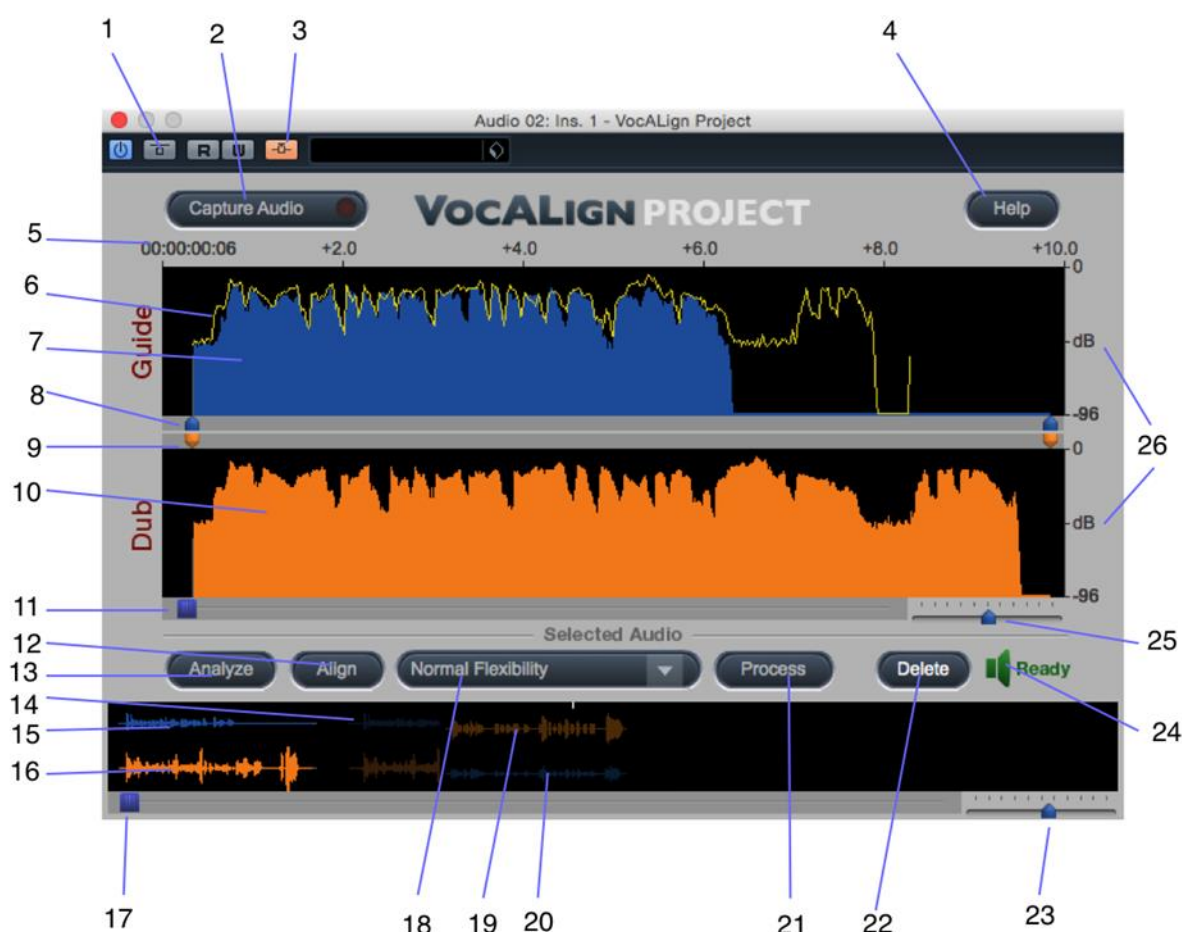 1 2 3 4
Audio 02: Ins. 1 - VocALign Project
R W
Capture Audio VOCALIGN PROJECT Help
5 00:00:00:06 +2.0 +4.0 +6.0 +8.0 +10.0
0
6
Guide
7 dB
8 -96
9 0
26
10
Dub
dB
11 -96
12 Selected Audio 25
13 Analyze Align Normal Flexibility Process Delete Ready
14
15 24
16
17 18 19 20 21 22 23